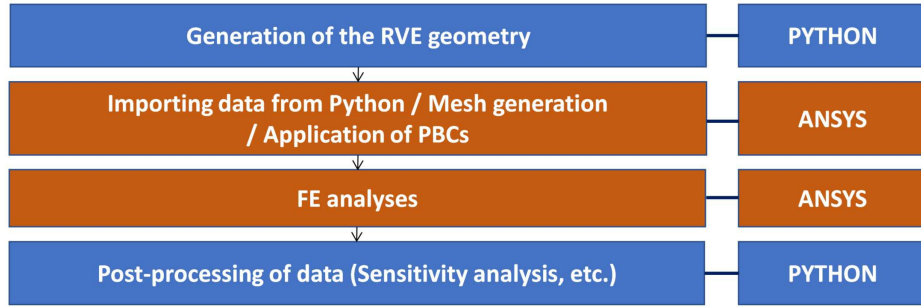 Generation of the RVE geometry
PYTHON
Importing data from Python / Mesh generation
/ Application of PBCs
ANSYS
FE analyses
ANSYS
Post-processing of data (Sensitivity analysis, etc.)
PYTHON